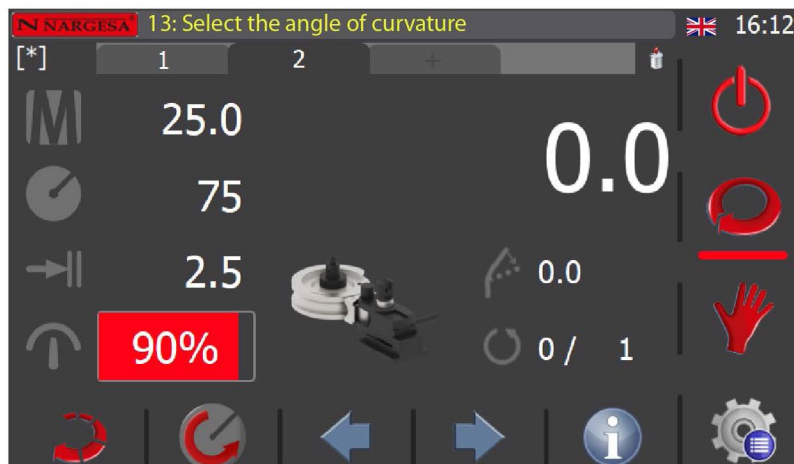 N NARGESA® 13: Select the angle of curvature 16:12
[*] 1 2 +
25.0
0.0
75
2.5 0.0
90% 0 / 1
i